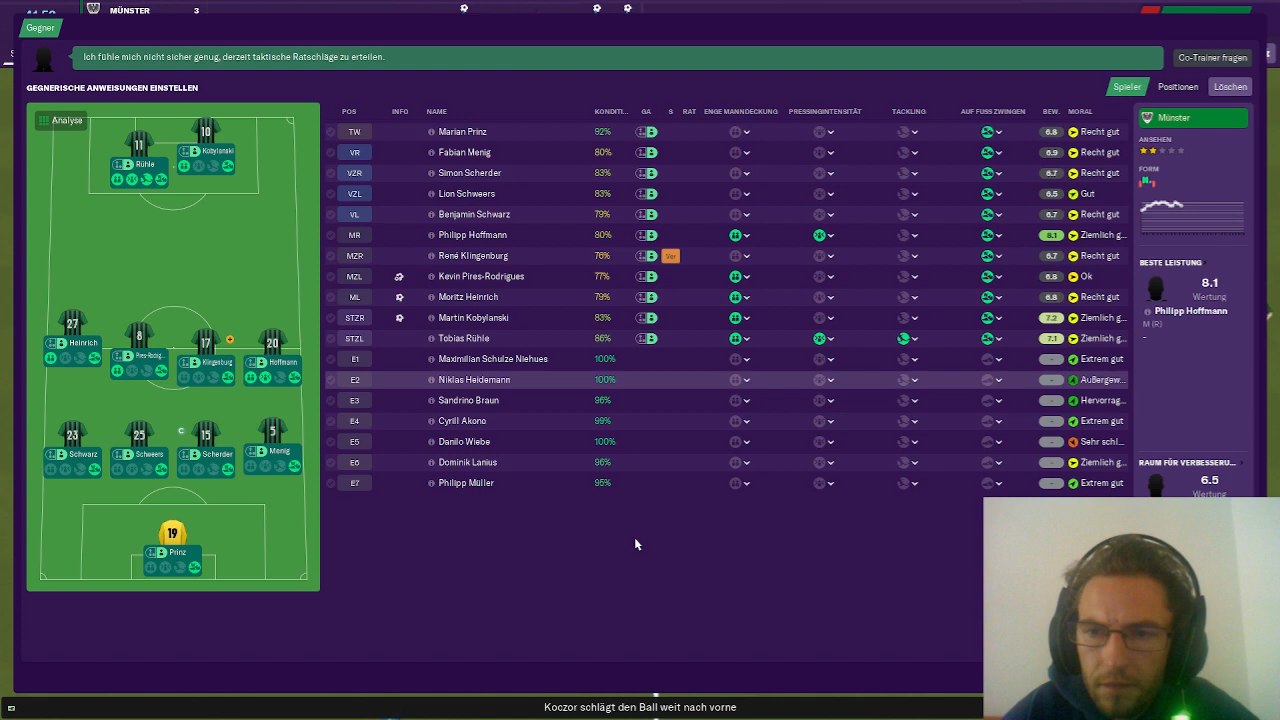 MÜNSTER 3
Gegner
Ich fühle mich nicht sicher genug, derzeit taktische Ratschläge zu erteilen.
Co-Trainer fragen
GEGNERISCHE ANWEISUNGEN EINSTELLEN
Spieler Positionen Löschen
Analyse
11 Rühle
10 Kobylanski
27 Heinrich
8
17 Klingenburg
20 Hoffmann
23 Schwarz
25 Schweers
C
15 Scherder
5 Menig
19 Prinz
POS INFO NAME KONDITI... GA S RAT ENGE MANNDECKUNG PRESSINGINTENSITÄT TACKLING AUF FUSS ZWINGEN BEW. MORAL
TW Marian Prinz 92% 6.8 Recht gut
VR Fabian Menig 80% 6.9 Recht gut
VZR Simon Scherder 83% 6.7 Recht gut
VZL Lion Schweers 83% 6.5 Gut
VL Benjamin Schwarz 79% 6.7 Recht gut
MR Philipp Hoffmann 80% 8.1 Ziemlich g...
MZR René Klingenburg 76% Ver 6.7 Recht gut
MZL Kevin Pires-Rodrigues 77% 6.8 Ok
ML Moritz Heinrich 79% 6.8 Recht gut
STZR Martin Kobylanski 83% 7.2 Ziemlich g...
STZL Tobias Rühle 86% 7.1 Ziemlich g...
E1 Maximilian Schulze Niehues 100% - Extrem gut
E2 Niklas Heidemann 100% - Außergew...
E3 Sandrino Braun 96% - Hervorrag...
E4 Cyrill Akono 99% - Extrem gut
E5 Danilo Wiebe 100% - Sehr schl...
E6 Dominik Lanius 96% - Ziemlich g...
E7 Philipp Müller 95% - Extrem gut
Münster
ANSEHEN
FORM
BESTE LEISTUNG
8.1
Wertung
Philipp Hoffmann
M (R)
-
RAUM FÜR VERBESSERU...
6.5
Wertung
Koczor schlägt den Ball weit nach vorne